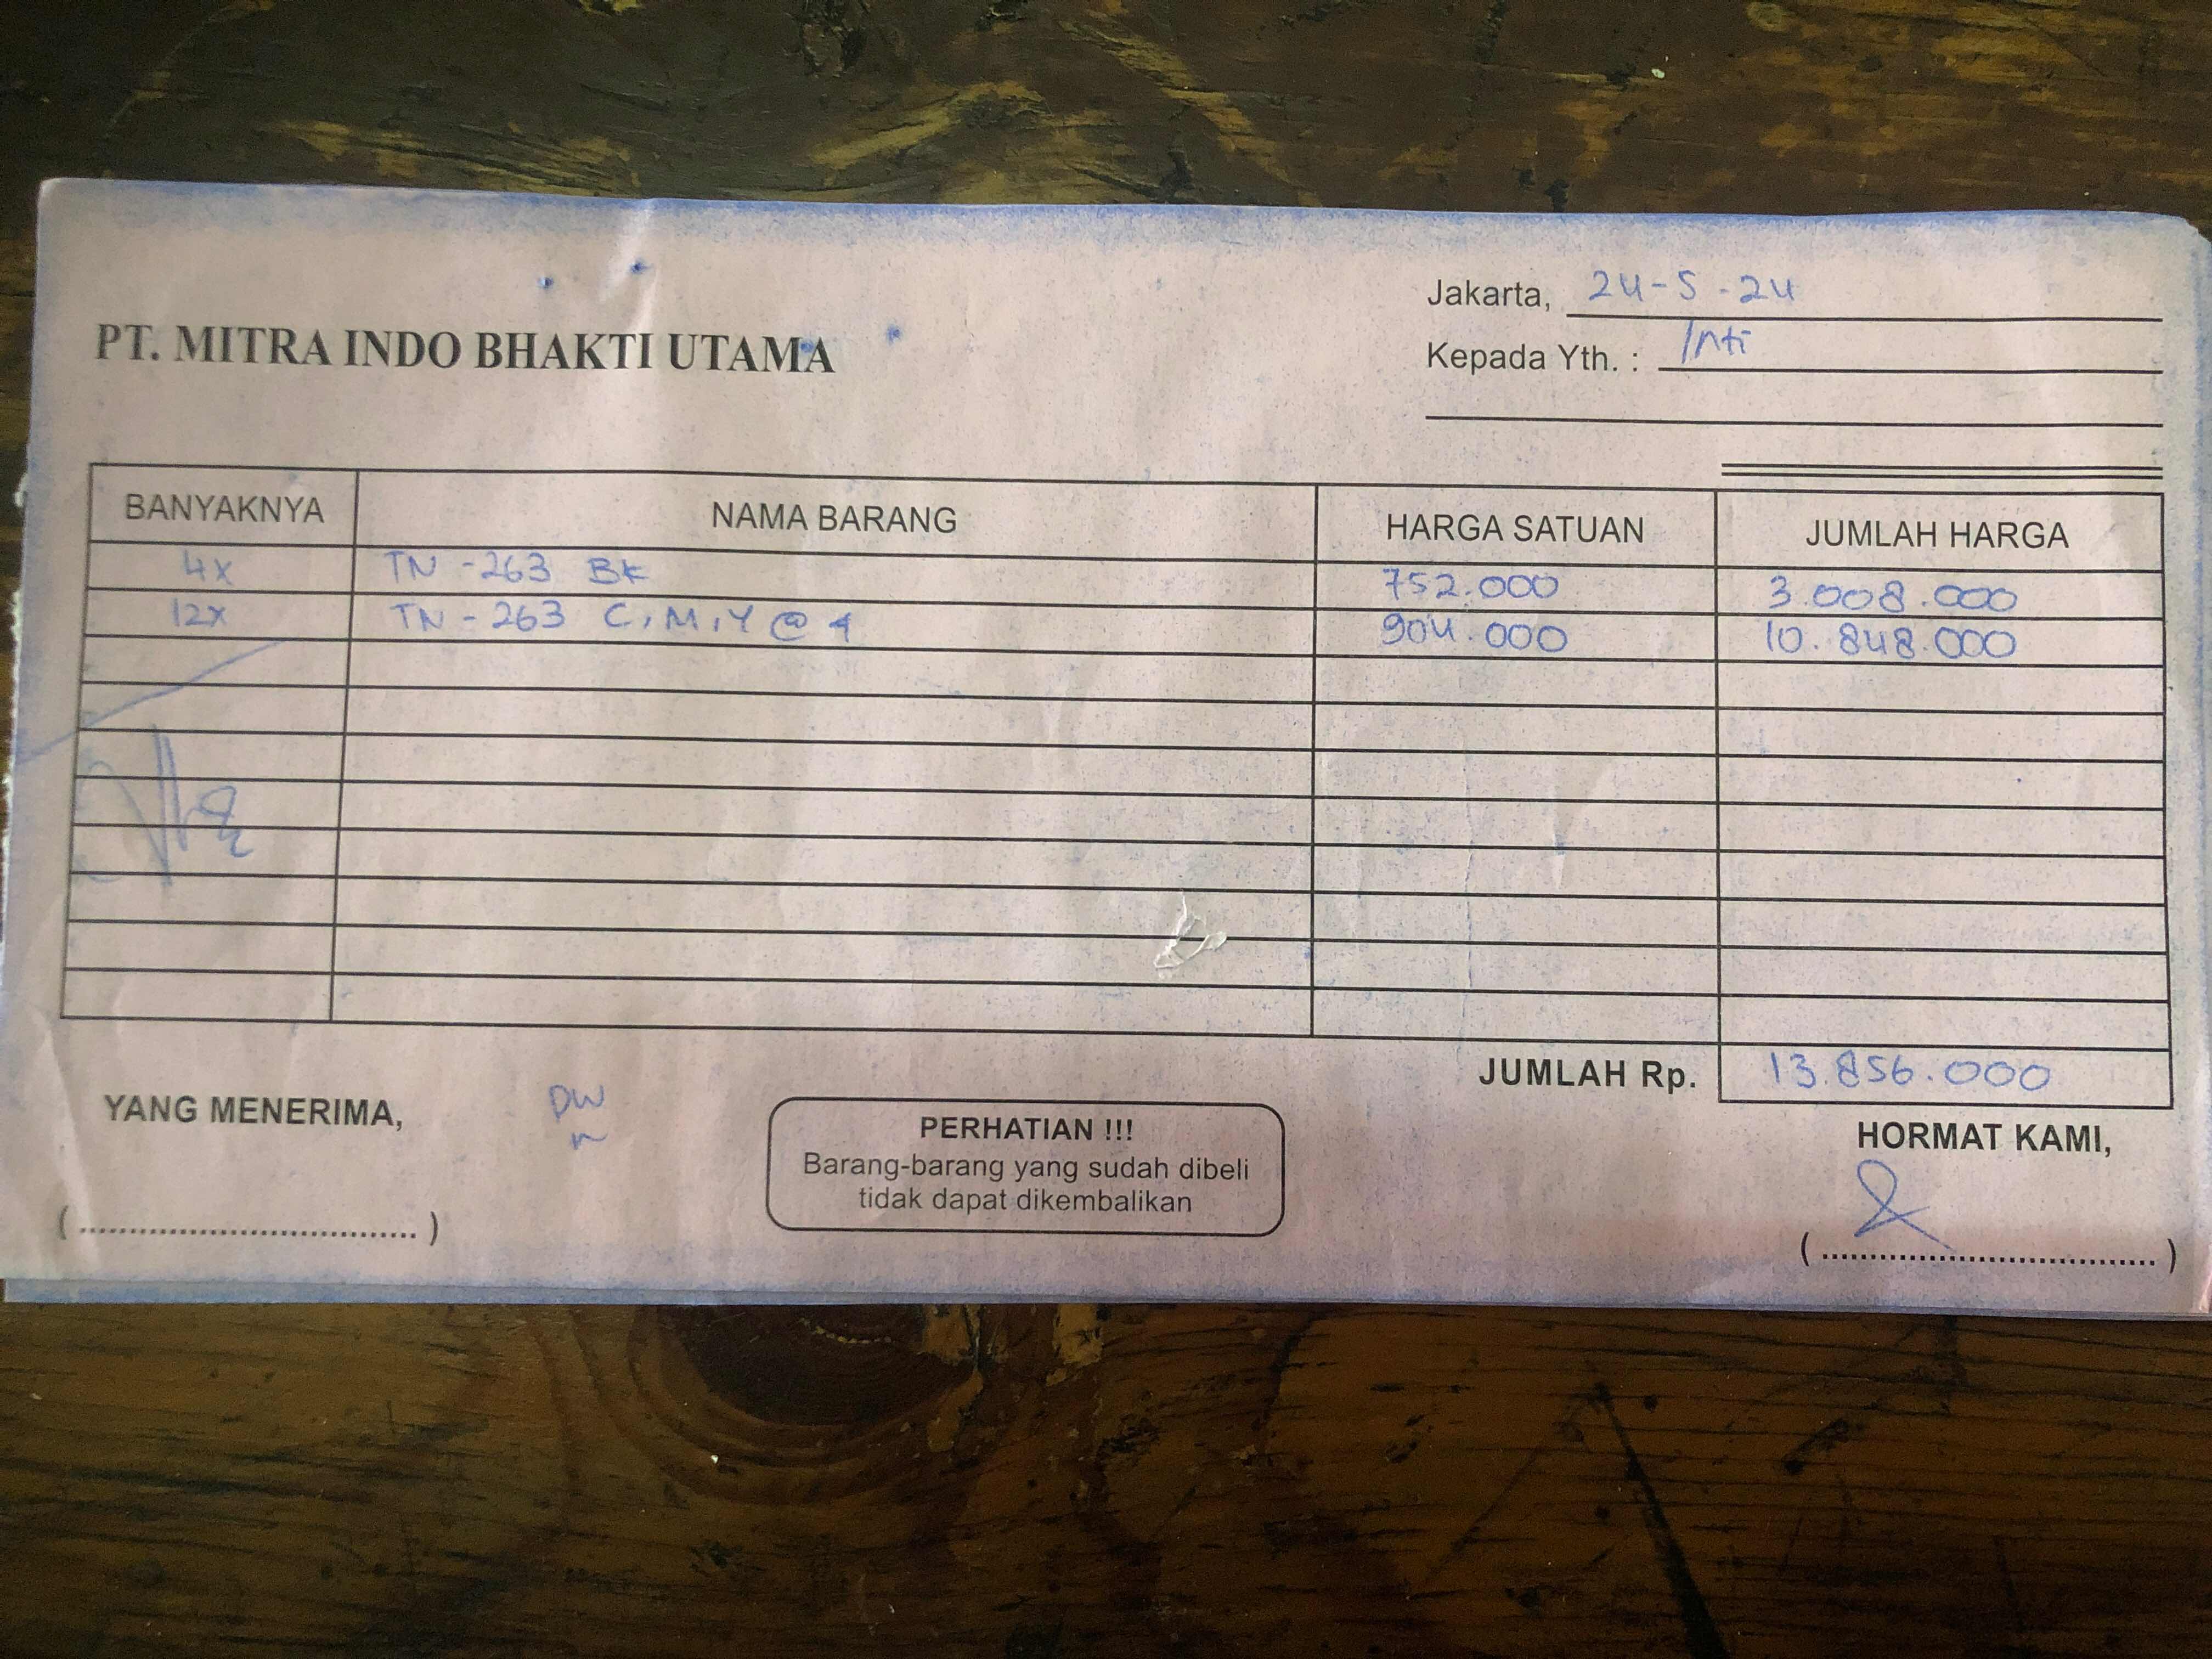 Jakarta, 24-5-24
PT. MITRA INDO BHAKTI UTAMA
Kepada Yth. : Inti
BANYAKNYA NAMA BARANG HARGA SATUAN JUMLAH HARGA
4x TN-263 BK 752.000 3.008.000
12x TN-263 C, M, Y @ 4 904.000 10.848.000
JUMLAH Rp. 13.856.000
YANG MENERIMA,
DW
PERHATIAN !!!
Barang-barang yang sudah dibeli
tidak dapat dikembalikan
HORMAT KAMI,
(....................................)
(....................................)